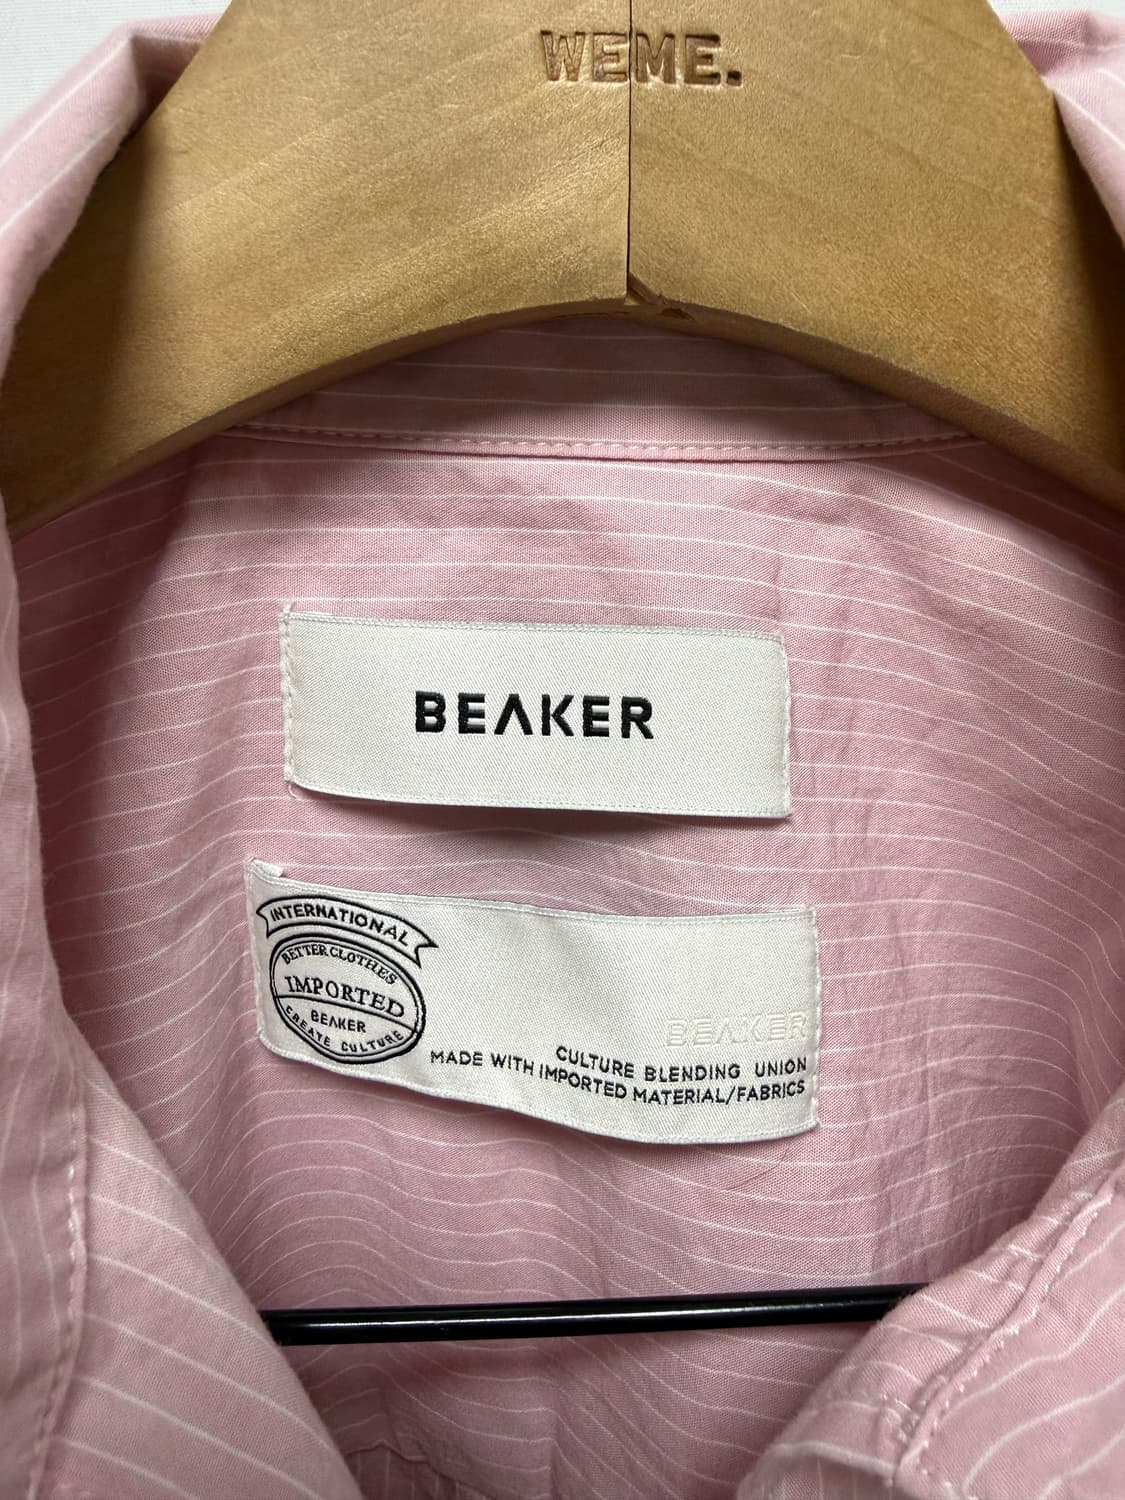 WEME.
BEAKER
INTERNATIONAL
BETTER CLOTHES
IMPORTED
BEAKER
CREATE CULTURE
BEAKER
CULTURE BLENDING UNION
MADE WITH IMPORTED MATERIAL/FABRICS